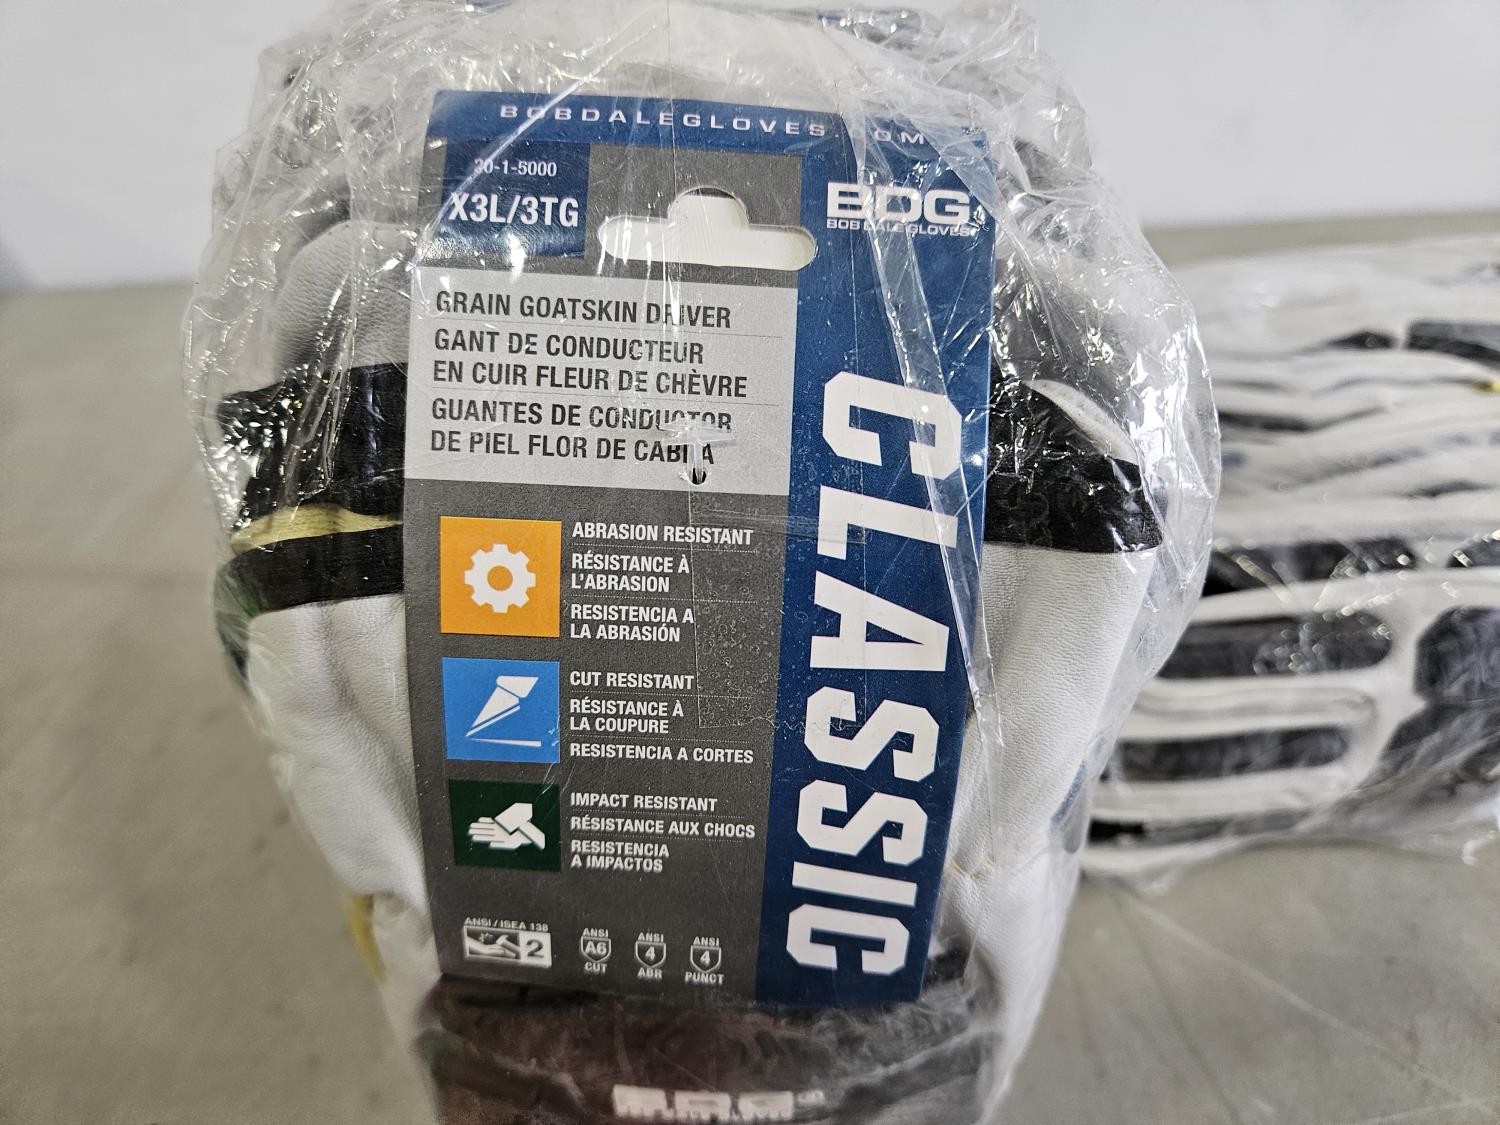 BOBDALEGLOVES OM
20-1-5000
X3L/3TG
BDG
BOB DALE GLOVES
GRAIN GOATSKIN DRIVER
GANT DE CONDUCTEUR
EN CUIR FLEUR DE CHÈVRE
GUANTES DE CONDUCTOR
DE PIEL FLOR DE CABRA
CLASSIC
ABRASION RESISTANT
RÉSISTANCE À
L'ABRASION
RESISTENCIA A
LA ABRASIÓN
CUT RESISTANT
RÉSISTANCE À
LA COUPURE
RESISTENCIA A CORTES
IMPACT RESISTANT
RÉSISTANCE AUX CHOCS
RESISTENCIA
A IMPACTOS
ANSI / ISEA 138
2
ANSI
A6
CUT
ANSI
4
ABR
ANSI
4
PUNCT